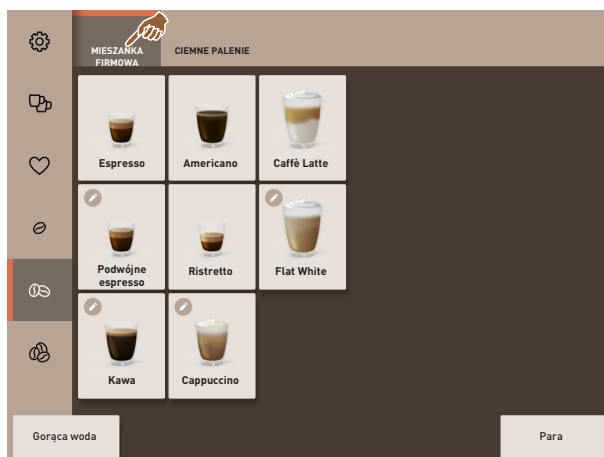 MIESZANKA
FIRMOWA
CIEMNE PALENIE
Espresso
Americano
Caffè Latte
Podwójne
espresso
Ristretto
Flat White
Kawa
Cappuccino
Gorąca woda
Para